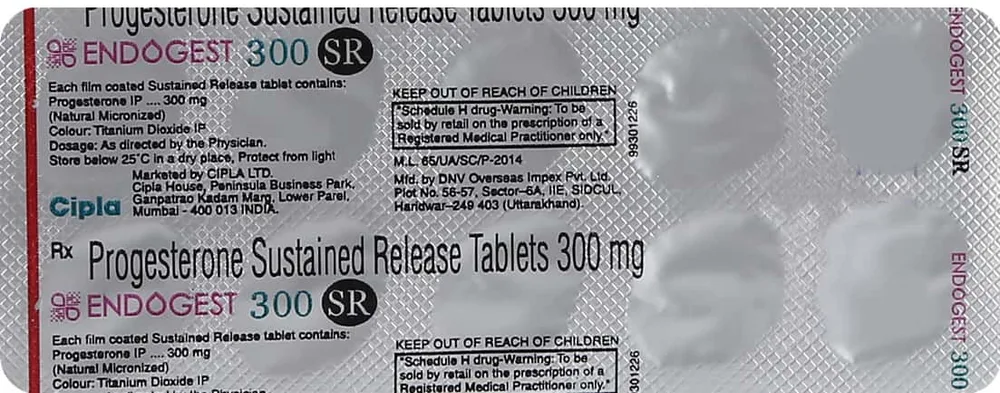 Progesterone Sustained Release Tablets 300 mg
ENDOGEST 300 SR
Each film coated Sustained Release tablet contains:
Progesterone IP .... 300 mg
(Natural Micronized)
Colour: Titanium Dioxide IP
Dosage: As directed by the Physician.
Store below 25°C in a dry place, Protect from light
Marketed by CIPLA LTD.
Cipla House, Peninsula Business Park,
Ganpatrao Kadam Marg, Lower Parel,
Mumbai - 400 013 INDIA.
Cipla
KEEP OUT OF REACH OF CHILDREN
"Schedule H drug-Warning: To be
sold by retail on the prescription of a
Registered Medical Practitioner only."
M.L. 65/UA/SC/P-2014
Mfd. by DNV Overseas Impex Pvt. Ltd.
Plot No. 56-57, Sector-6A, IIE, SIDCUL,
Haridwar-249 403 (Uttarakhand).
99301226
ENDOGEST 300 SR
Rx Progesterone Sustained Release Tablets 300 mg
ENDOGEST 300 SR
Each film coated Sustained Release tablet contains:
Progesterone IP .... 300 mg
(Natural Micronized)
Colour: Titanium Dioxide IP
KEEP OUT OF REACH OF CHILDREN
"Schedule H drug-Warning: To be
sold by retail on the prescription of a
Registered Medical Practitioner only."
301226
ENDOGEST 300